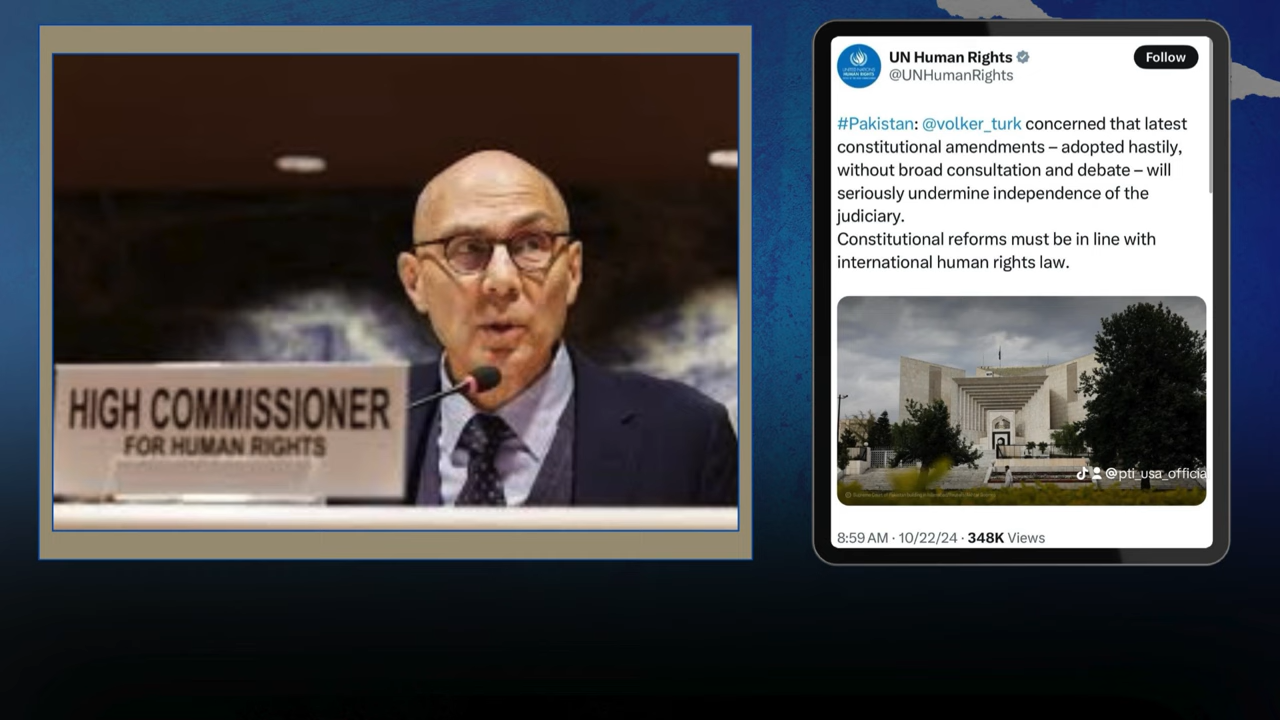 HIGH COMMISSIONER
FOR HUMAN RIGHTS
UN Human Rights
@UNHumanRights
Follow
#Pakistan: @volker_turk concerned that latest
constitutional amendments – adopted hastily,
without broad consultation and debate – will
seriously undermine independence of the
judiciary.
Constitutional reforms must be in line with
international human rights law.
@pti_usa_officia
8:59 AM · 10/22/24 · 348K Views